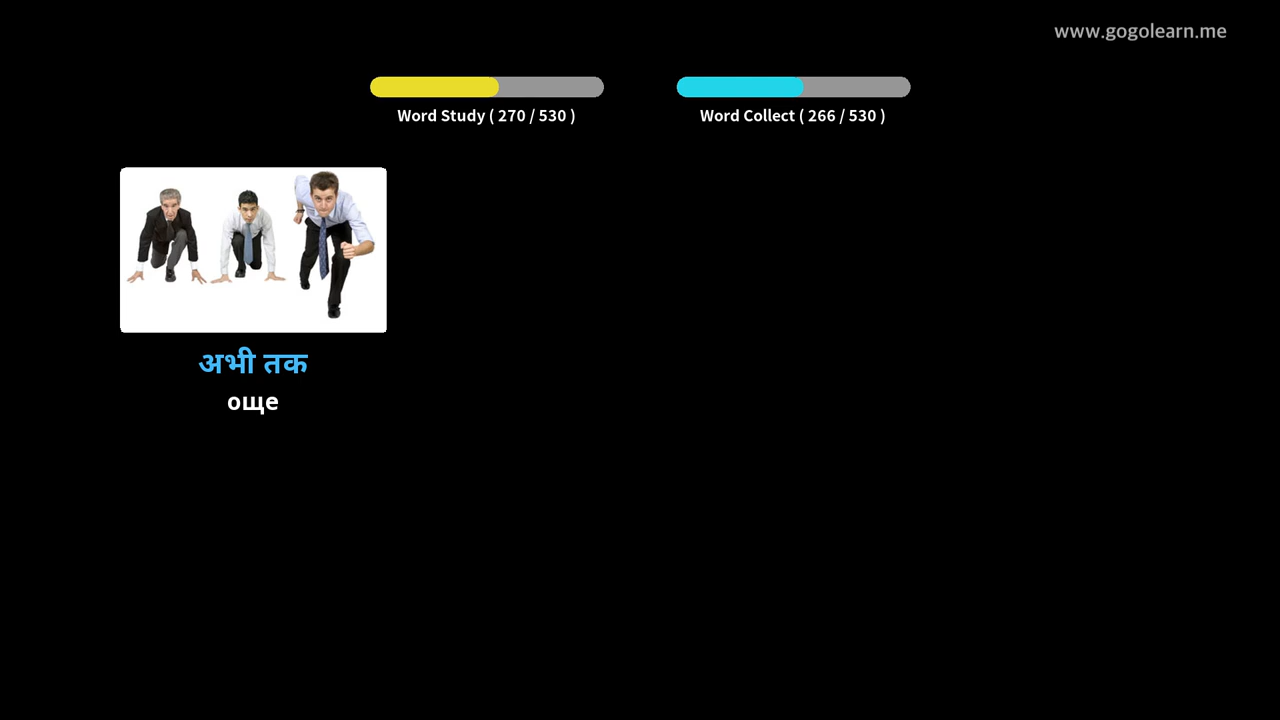 www.gogolearn.me
Word Study ( 270 / 530 )
Word Collect ( 266 / 530 )
अभी तक
още